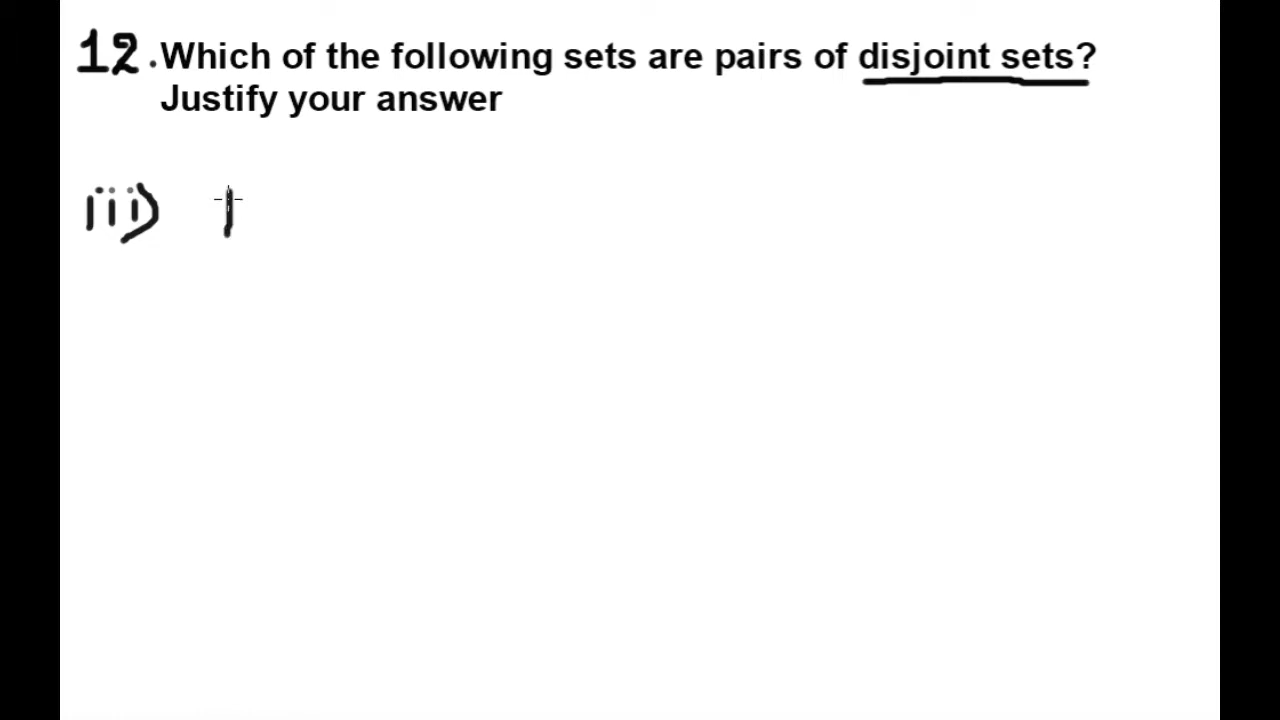 12. Which of the following sets are pairs of disjoint sets?
Justify your answer
iii)